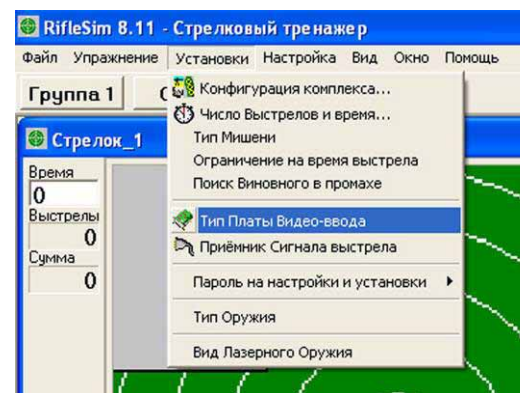 RifleSim 8.11 - Стрелковый тренажер
Файл Упражнение Установки Настройка Вид Окно Помощь
Группа 1
Конфигурация комплекса...
Число Выстрелов и время...
Стрелок_1
Тип Мишени
Ограничение на время выстрела
Время
Поиск Виновного в промахе
0
Выстрелы
Тип Платы Видео-ввода
0
Приёмник Сигнала выстрела
Сумма
0
Пароль на настройки и установки
Тип Оружия
Вид Лазерного Оружия